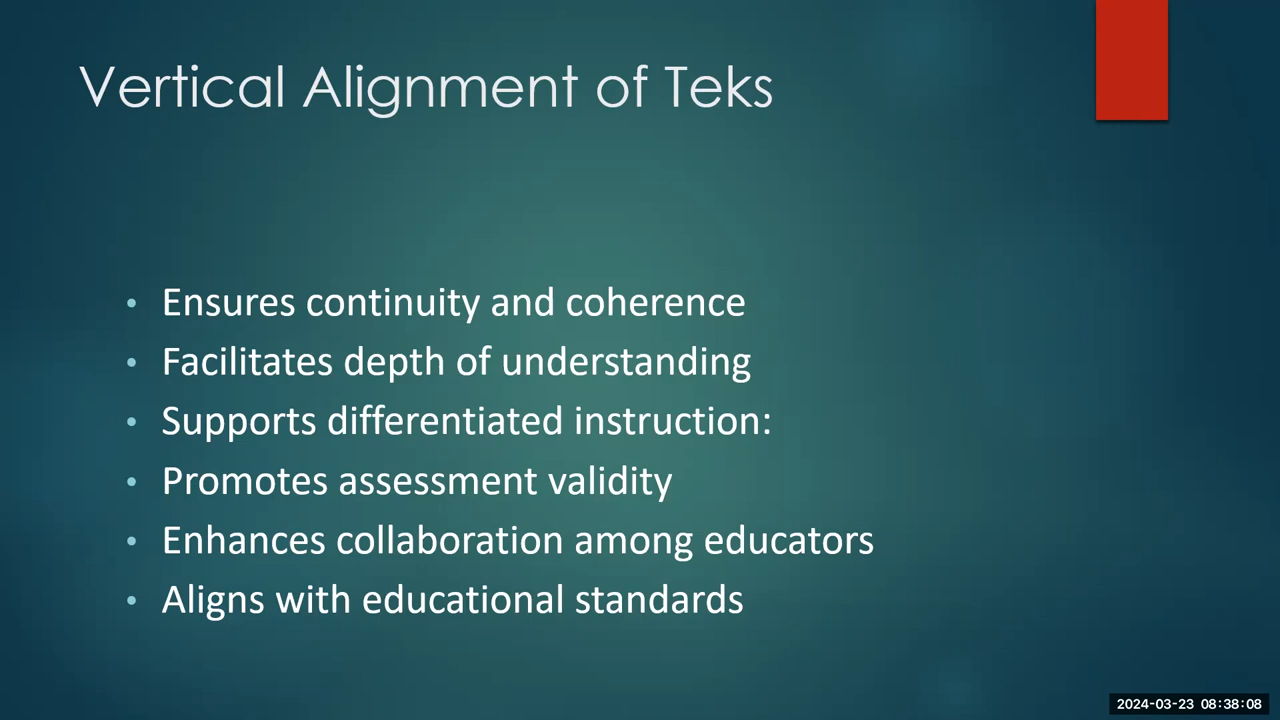 Vertical Alignment of Teks
• Ensures continuity and coherence
• Facilitates depth of understanding
• Supports differentiated instruction:
• Promotes assessment validity
• Enhances collaboration among educators
• Aligns with educational standards
2024-03-23 08:38:08